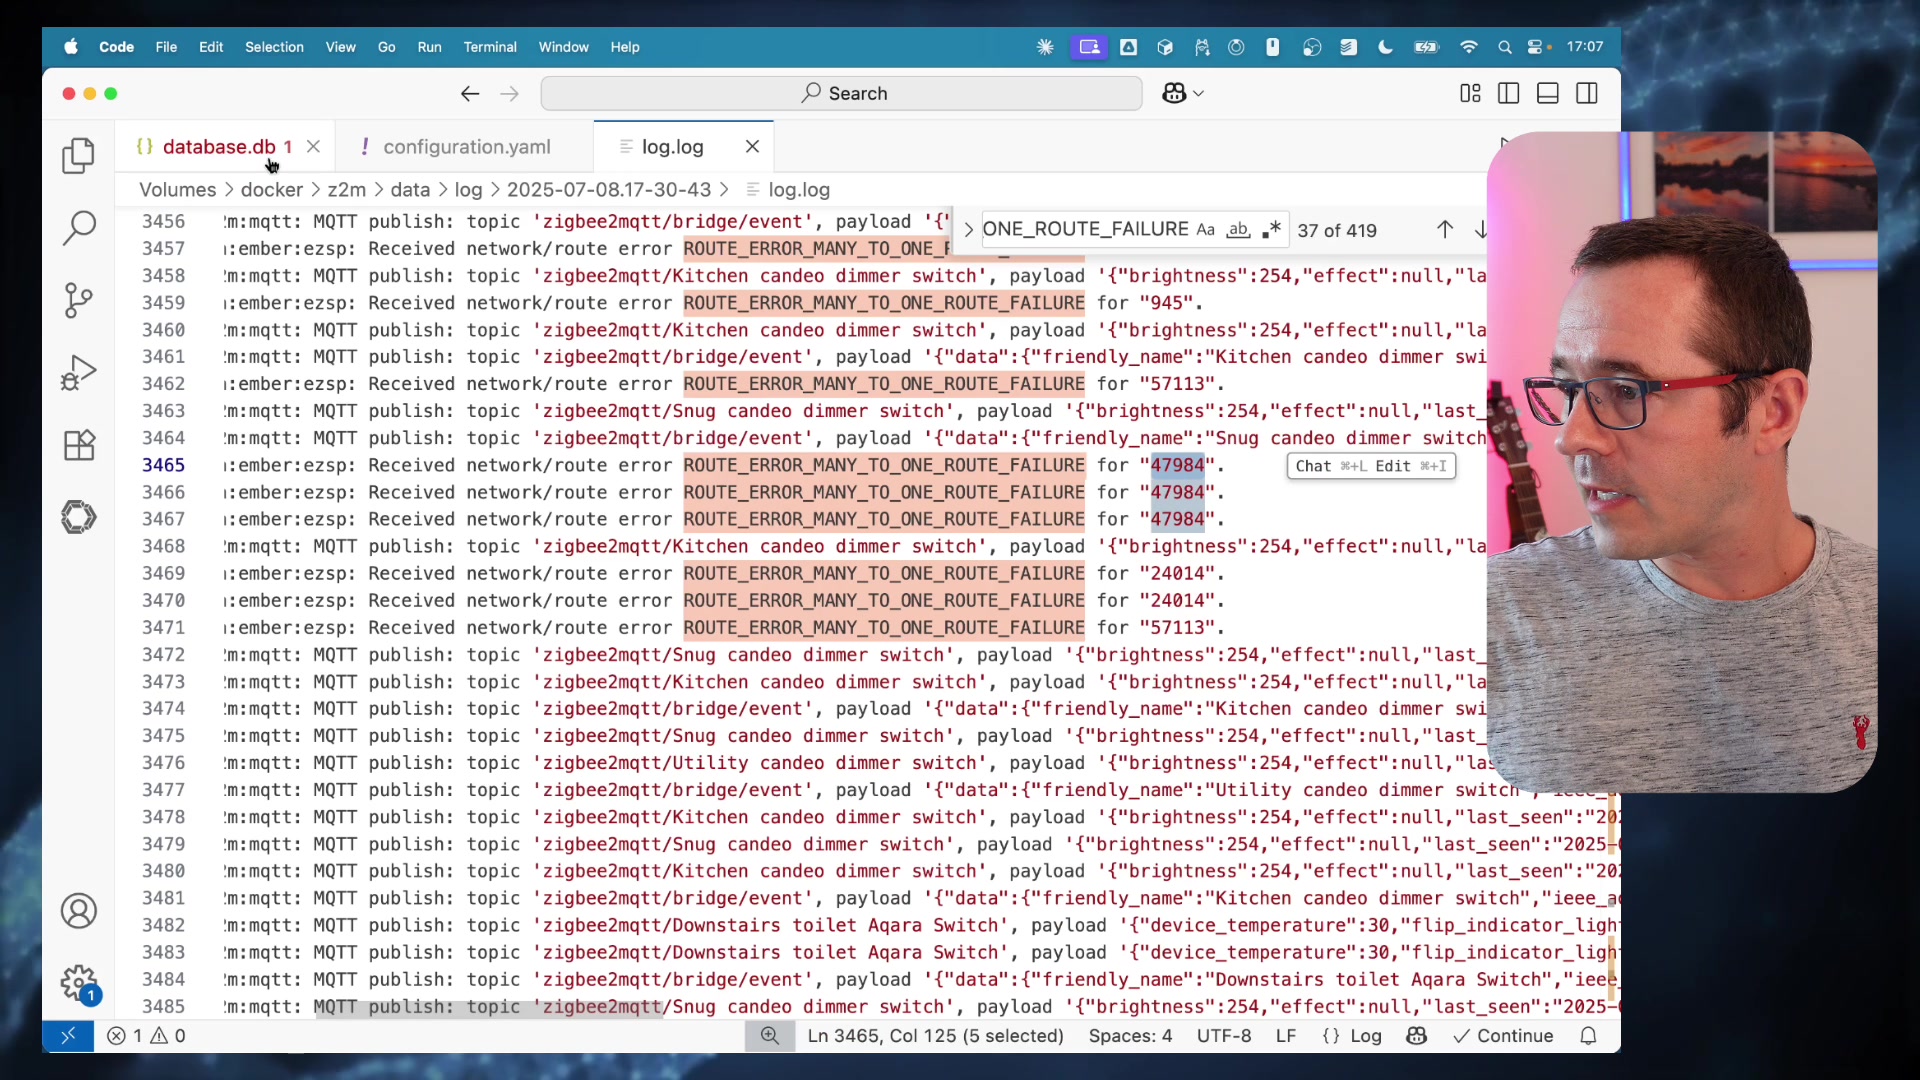 Code File Edit Selection View Go Run Terminal Window Help 17:07
Search
database.db 1 configuration.yaml log.log
Volumes > docker > z2m > data > log > 2025-07-08.17-30-43 > log.log
> ONE_ROUTE_FAILURE Aa ab .* 37 of 419
3456 m:mqtt: MQTT publish: topic 'zigbee2mqtt/bridge/event', payload '{"
3457 :ember:ezsp: Received network/route error ROUTE_ERROR_MANY_TO_ONE_
3458 m:mqtt: MQTT publish: topic 'zigbee2mqtt/Kitchen candeo dimmer switch', payload '{"brightness":254,"effect":null,"la
3459 :ember:ezsp: Received network/route error ROUTE_ERROR_MANY_TO_ONE_ROUTE_FAILURE for "945".
3460 m:mqtt: MQTT publish: topic 'zigbee2mqtt/Kitchen candeo dimmer switch', payload '{"brightness":254,"effect":null,"la
3461 m:mqtt: MQTT publish: topic 'zigbee2mqtt/bridge/event', payload '{"data":{"friendly_name":"Kitchen candeo dimmer swi
3462 :ember:ezsp: Received network/route error ROUTE_ERROR_MANY_TO_ONE_ROUTE_FAILURE for "57113".
3463 m:mqtt: MQTT publish: topic 'zigbee2mqtt/Snug candeo dimmer switch', payload '{"brightness":254,"effect":null,"last_
3464 m:mqtt: MQTT publish: topic 'zigbee2mqtt/bridge/event', payload '{"data":{"friendly_name":"Snug candeo dimmer switch
3465 :ember:ezsp: Received network/route error ROUTE_ERROR_MANY_TO_ONE_ROUTE_FAILURE for "47984". Chat ⌘+L Edit ⌘+I
3466 :ember:ezsp: Received network/route error ROUTE_ERROR_MANY_TO_ONE_ROUTE_FAILURE for "47984".
3467 :ember:ezsp: Received network/route error ROUTE_ERROR_MANY_TO_ONE_ROUTE_FAILURE for "47984".
3468 m:mqtt: MQTT publish: topic 'zigbee2mqtt/Kitchen candeo dimmer switch', payload '{"brightness":254,"effect":null,"la
3469 :ember:ezsp: Received network/route error ROUTE_ERROR_MANY_TO_ONE_ROUTE_FAILURE for "24014".
3470 :ember:ezsp: Received network/route error ROUTE_ERROR_MANY_TO_ONE_ROUTE_FAILURE for "24014".
3471 :ember:ezsp: Received network/route error ROUTE_ERROR_MANY_TO_ONE_ROUTE_FAILURE for "57113".
3472 m:mqtt: MQTT publish: topic 'zigbee2mqtt/Snug candeo dimmer switch', payload '{"brightness":254,"effect":null,"last_
3473 m:mqtt: MQTT publish: topic 'zigbee2mqtt/Kitchen candeo dimmer switch', payload '{"brightness":254,"effect":null,"la
3474 m:mqtt: MQTT publish: topic 'zigbee2mqtt/bridge/event', payload '{"data":{"friendly_name":"Kitchen candeo dimmer swi
3475 m:mqtt: MQTT publish: topic 'zigbee2mqtt/Snug candeo dimmer switch', payload '{"brightness":254,"effect":null,"last_
3476 m:mqtt: MQTT publish: topic 'zigbee2mqtt/Utility candeo dimmer switch', payload '{"brightness":254,"effect":null,"la
3477 m:mqtt: MQTT publish: topic 'zigbee2mqtt/bridge/event', payload '{"data":{"friendly_name":"Utility candeo dimmer switch","ieee_a
3478 m:mqtt: MQTT publish: topic 'zigbee2mqtt/Kitchen candeo dimmer switch', payload '{"brightness":254,"effect":null,"last_seen":"202
3479 m:mqtt: MQTT publish: topic 'zigbee2mqtt/Snug candeo dimmer switch', payload '{"brightness":254,"effect":null,"last_seen":"2025-
3480 m:mqtt: MQTT publish: topic 'zigbee2mqtt/Kitchen candeo dimmer switch', payload '{"brightness":254,"effect":null,"last_seen":"202
3481 m:mqtt: MQTT publish: topic 'zigbee2mqtt/bridge/event', payload '{"data":{"friendly_name":"Kitchen candeo dimmer switch","ieee_a
3482 m:mqtt: MQTT publish: topic 'zigbee2mqtt/Downstairs toilet Aqara Switch', payload '{"device_temperature":30,"flip_indicator_ligh
3483 m:mqtt: MQTT publish: topic 'zigbee2mqtt/Downstairs toilet Aqara Switch', payload '{"device_temperature":30,"flip_indicator_ligh
3484 m:mqtt: MQTT publish: topic 'zigbee2mqtt/bridge/event', payload '{"data":{"friendly_name":"Downstairs toilet Aqara Switch","ieee
3485 m:mqtt: MQTT publish: topic 'zigbee2mqtt/Snug candeo dimmer switch', payload '{"brightness":254,"effect":null,"last_seen":"2025-
1
1 0 Ln 3465, Col 125 (5 selected) Spaces: 4 UTF-8 LF {} Log Continue